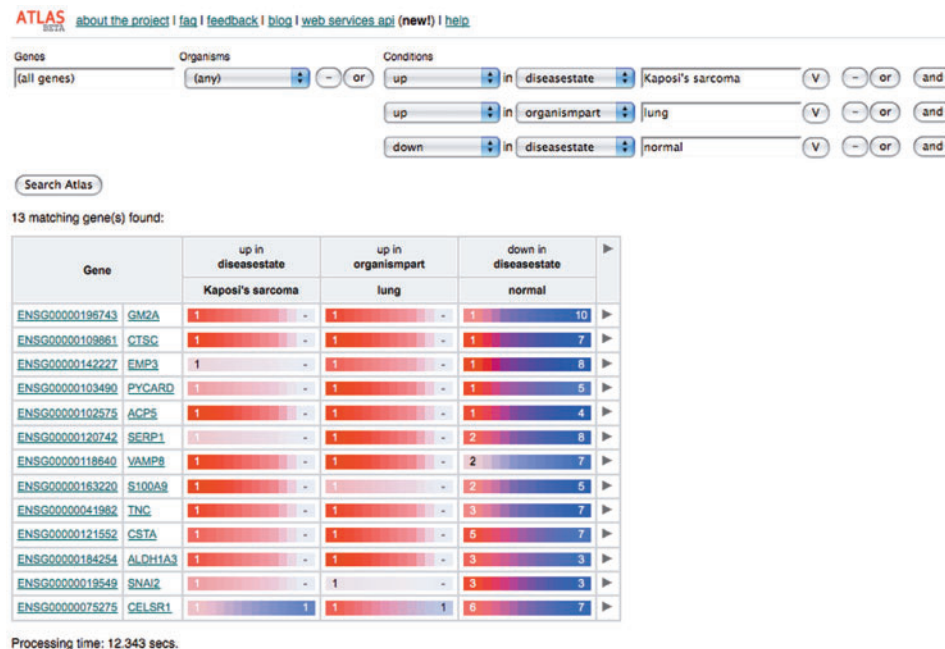 ATLAS BETA about the project | faq | feedback | blog | web services api (new!) | help
Genes Organisms Conditions
(all genes) (any) - or up in diseasestate Kaposi's sarcoma V - or and
up in organismpart lung V - or and
down in diseasestate normal V - or and
Search Atlas
13 matching gene(s) found:
Gene up in diseasestate up in organismpart down in diseasestate
Kaposi's sarcoma lung normal
ENSG00000196743 GM2A 1 - 1 - 1 10
ENSG00000109861 CTSC 1 - 1 - 1 7
ENSG00000142227 EMP3 1 - 1 - 1 8
ENSG00000103490 PYCARD 1 - 1 - 1 5
ENSG00000102575 ACP5 1 - 1 - 1 4
ENSG00000120742 SERP1 1 - 1 - 2 8
ENSG00000118640 VAMP8 1 - 1 - 2 7
ENSG00000163220 S100A9 1 - 1 - 2 5
ENSG00000041982 TNC 1 - 1 - 3 7
ENSG00000121552 CSTA 1 - 1 - 5 7
ENSG00000184254 ALDH1A3 1 - 1 - 3 3
ENSG00000019549 SNAI2 1 - 1 - 3 3
ENSG00000075275 CELSR1 1 1 1 1 6 7
Processing time: 12.343 secs.